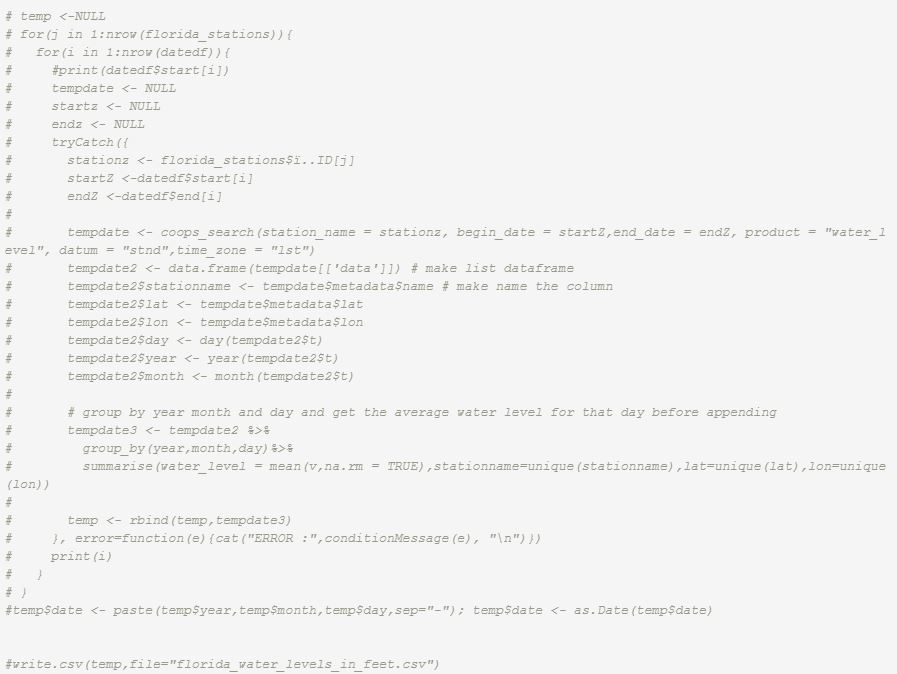 # temp <-NULL
# for(j in 1:nrow(florida_stations)){
#   for(i in 1:nrow(datedf)){
#     #print(datedf$start[i])
#     tempdate <- NULL
#     startz <- NULL
#     endz <- NULL
#     tryCatch({
#       stationz <- florida_stations$ï..ID[j]
#       startZ <-datedf$start[i]
#       endZ <-datedf$end[i]
#
#       tempdate <- coops_search(station_name = stationz, begin_date = startZ,end_date = endZ, product = "water_l
evel", datum = "stnd",time_zone = "lst")
#       tempdate2 <- data.frame(tempdate[['data']]) # make list dataframe
#       tempdate2$stationname <- tempdate$metadata$name # make name the column
#       tempdate2$lat <- tempdate$metadata$lat
#       tempdate2$lon <- tempdate$metadata$lon
#       tempdate2$day <- day(tempdate2$t)
#       tempdate2$year <- year(tempdate2$t)
#       tempdate2$month <- month(tempdate2$t)
#
#       # group by year month and day and get the average water level for that day before appending
#       tempdate3 <- tempdate2 %>%
#         group_by(year,month,day)%>%
#         summarise(water_level = mean(v,na.rm = TRUE),stationname=unique(stationname),lat=unique(lat),lon=unique
(lon))
#
#       temp <- rbind(temp,tempdate3)
#     }, error=function(e){cat("ERROR :",conditionMessage(e), "\n")})
#     print(i)
#   }
# }
#temp$date <- paste(temp$year,temp$month,temp$day,sep="-"); temp$date <- as.Date(temp$date)
#write.csv(temp,file="florida_water_levels_in_feet.csv")